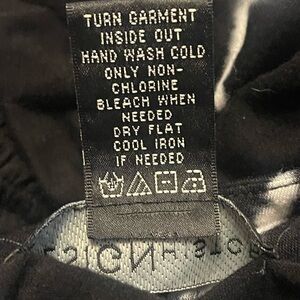 TURN GARMENT
INSIDE OUT
HAND WASH COLD
ONLY NON-
CHLORINE
BLEACH WHEN
NEEDED
DRY FLAT
COOL IRON
IF NEEDED